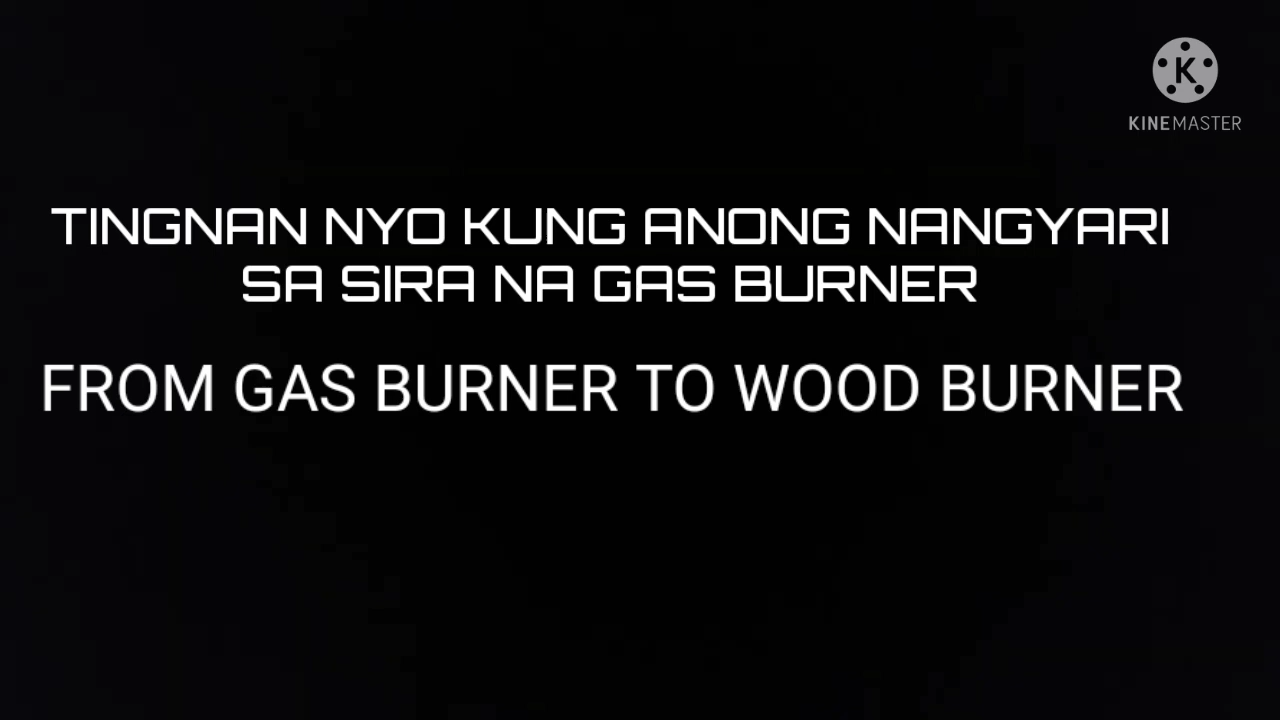 K
KINEMASTER
TINGNAN NYO KUNG ANONG NANGYARI
SA SIRA NA GAS BURNER
FROM GAS BURNER TO WOOD BURNER